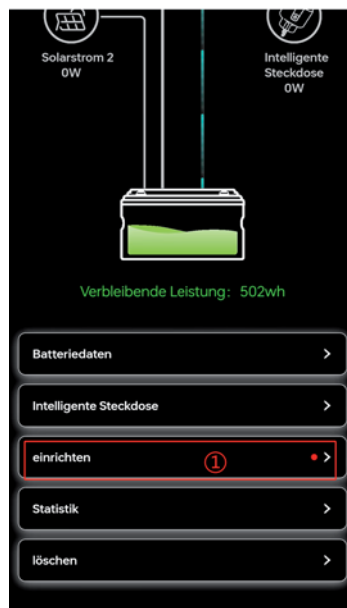 Solarstrom 2
0W
Intelligente
Steckdose
0W
Verbleibende Leistung: 502wh
Batteriedaten
Intelligente Steckdose
einrichten
①
Statistik
löschen